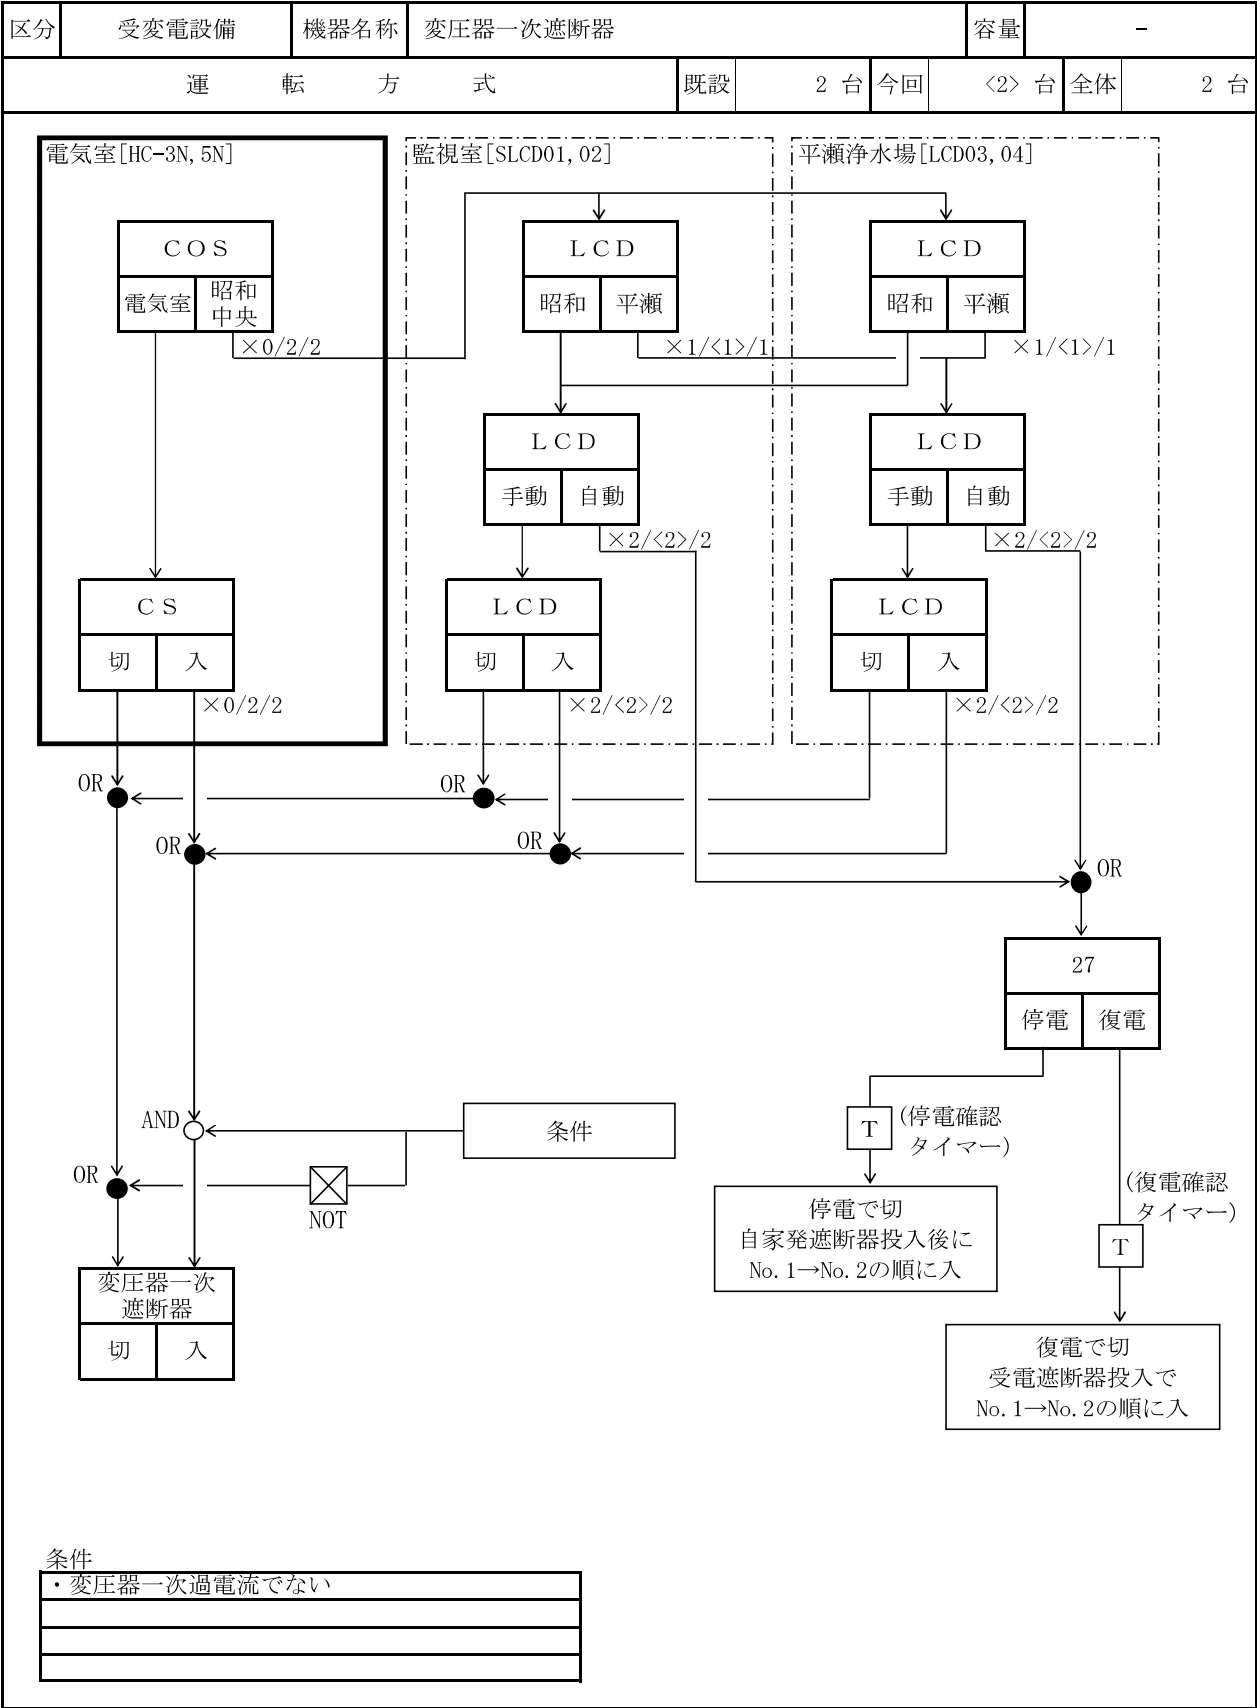 区分 受変電設備 機器名称 変圧器一次遮断器 容量 −
運転方式 既設 2 台 今回 <2> 台 全体 2 台
電気室[HC−3N,5N] 監視室[SLCD01,02] 平瀬浄水場[LCD03,04]
COS LCD LCD
電気室 昭和 昭和 平瀬 昭和 平瀬
中央
×0/2/2 ×1/<1>/1 ×1/<1>/1
LCD LCD
手動 自動 手動 自動
×2/<2>/2 ×2/<2>/2
CS LCD LCD
切 入 切 入 切 入
×0/2/2 ×2/<2>/2 ×2/<2>/2
OR OR
OR OR
OR
27
停電 復電
AND 条件 T (停電確認
タイマー)
OR
NOT
(復電確認
タイマー)
T
停電で切
自家発遮断器投入後に
No.1→No.2の順に入
変圧器一次
遮断器
切 入
復電で切
受電遮断器投入で
No.1→No.2の順に入
条件
・変圧器一次過電流でない